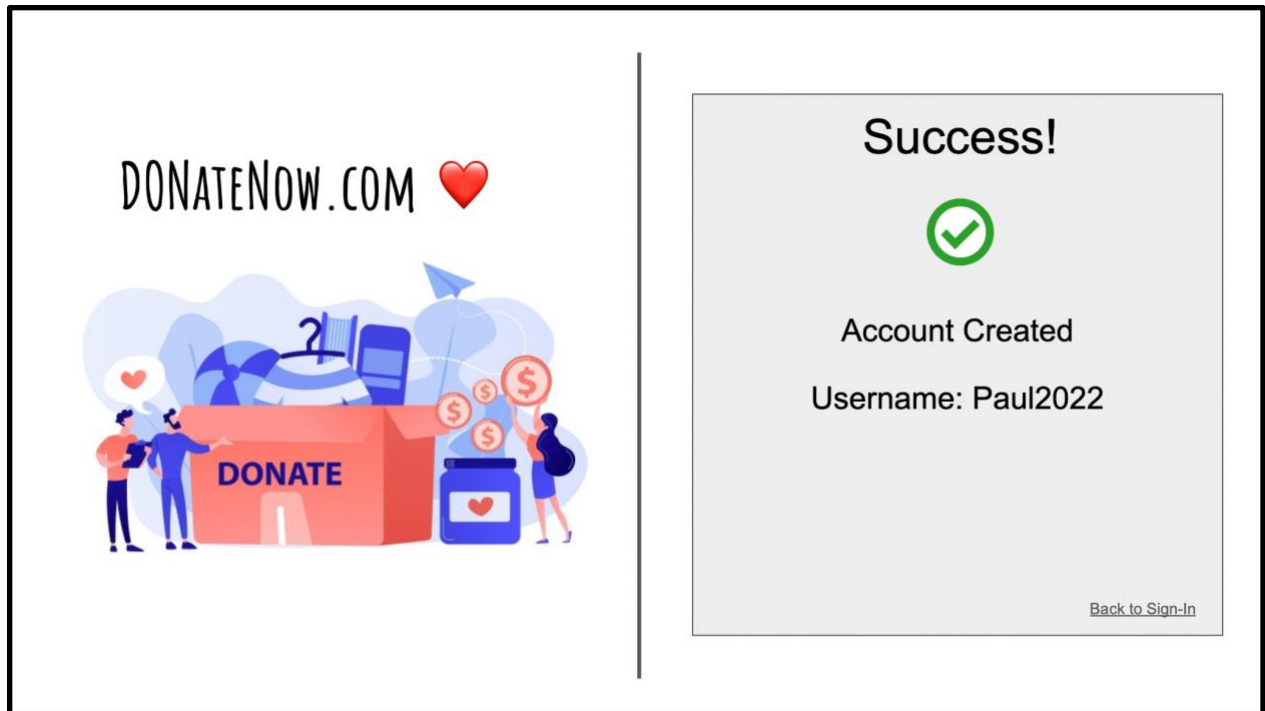 DONATENOW.COM ❤️
DONATE
$
$
$
$
Success!
Account Created
Username: Paul2022
Back to Sign-In